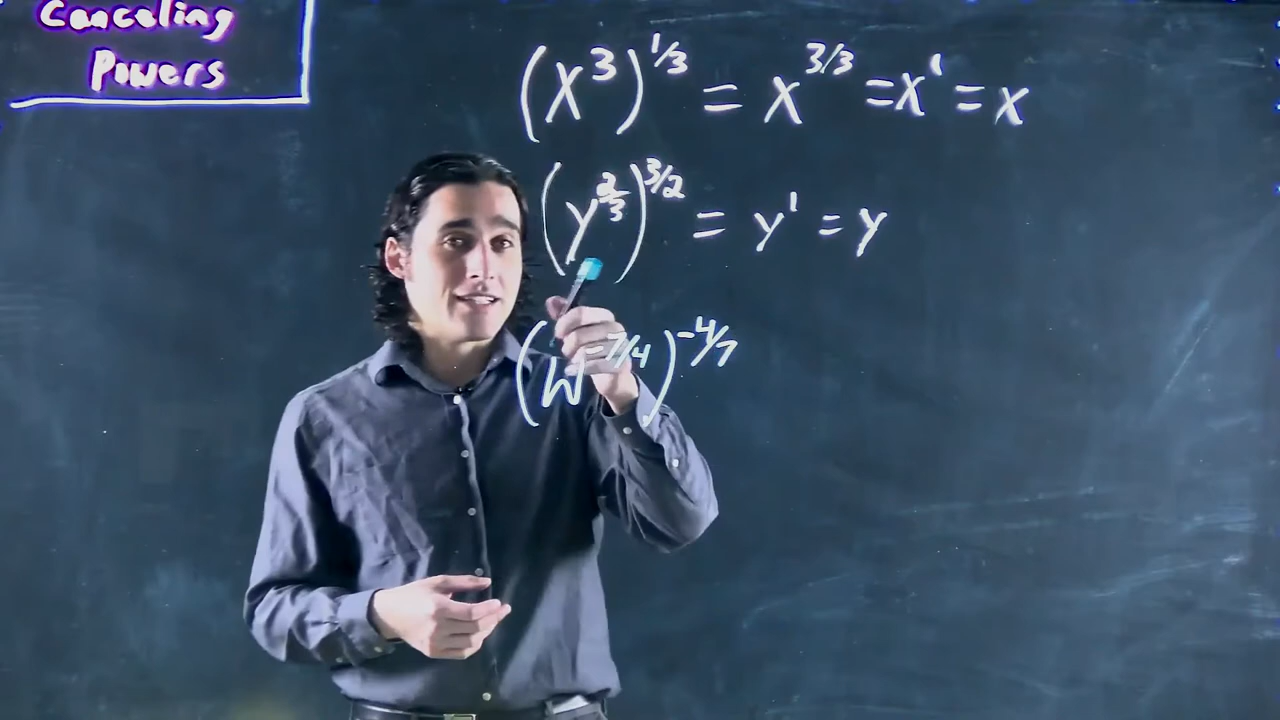 Canceling
Powers
(x³)^1/3 = x^3/3 = x¹ = x
(y^2/3)^3/2 = y¹ = y
(w^-7/4)^-4/7